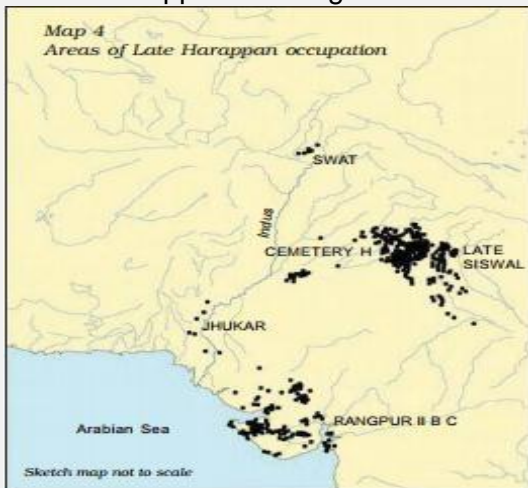 Map 4
Areas of Late Harappan occupation
SWAT
Indus
CEMETERY H
LATE
SISWAL
JHUKAR
RANGPUR II B C
Arabian Sea
Sketch map not to scale